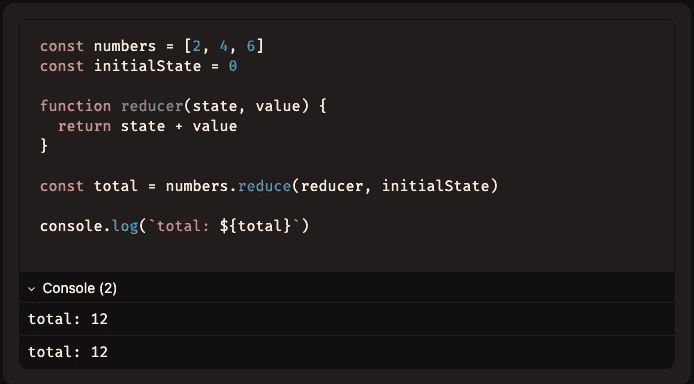 const numbers = [2, 4, 6]
const initialState = 0

function reducer(state, value) {
  return state + value
}

const total = numbers.reduce(reducer, initialState)

console.log(`total: ${total}`)

Console (2)
total: 12
total: 12